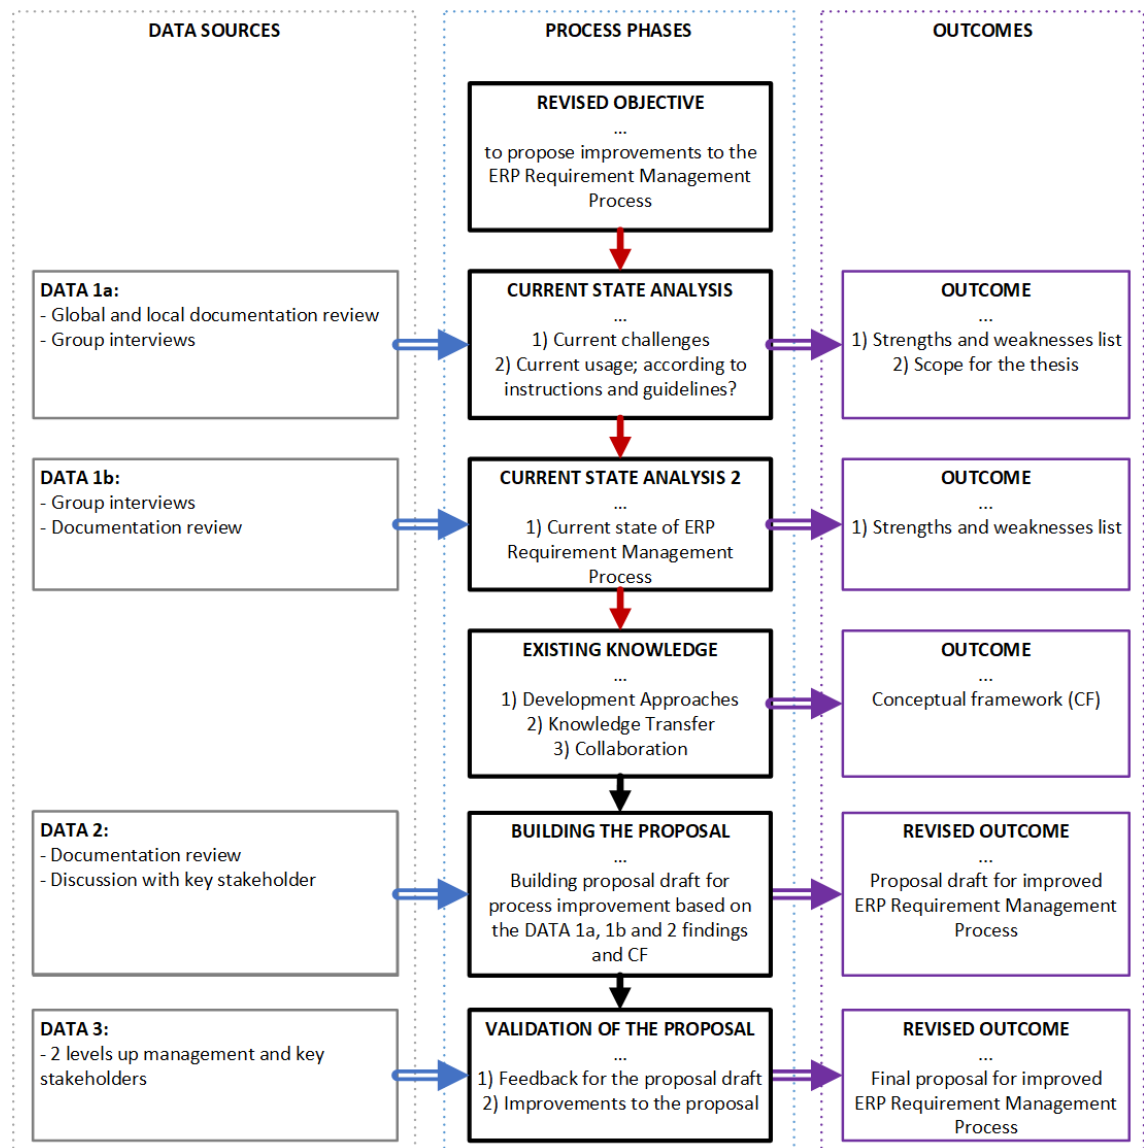 DATA SOURCES
PROCESS PHASES
OUTCOMES
REVISED OBJECTIVE
...
to propose improvements to the
ERP Requirement Management
Process
DATA 1a:
- Global and local documentation review
- Group interviews
CURRENT STATE ANALYSIS
...
1) Current challenges
2) Current usage; according to
instructions and guidelines?
OUTCOME
...
1) Strengths and weaknesses list
2) Scope for the thesis
DATA 1b:
- Group interviews
- Documentation review
CURRENT STATE ANALYSIS 2
...
1) Current state of ERP
Requirement Management
Process
OUTCOME
...
1) Strengths and weaknesses list
EXISTING KNOWLEDGE
...
1) Development Approaches
2) Knowledge Transfer
3) Collaboration
OUTCOME
...
Conceptual framework (CF)
DATA 2:
- Documentation review
- Discussion with key stakeholder
BUILDING THE PROPOSAL
...
Building proposal draft for
process improvement based on
the DATA 1a, 1b and 2 findings
and CF
REVISED OUTCOME
...
Proposal draft for improved
ERP Requirement Management
Process
DATA 3:
- 2 levels up management and key
stakeholders
VALIDATION OF THE PROPOSAL
...
1) Feedback for the proposal draft
2) Improvements to the proposal
REVISED OUTCOME
...
Final proposal for improved
ERP Requirement Management
Process